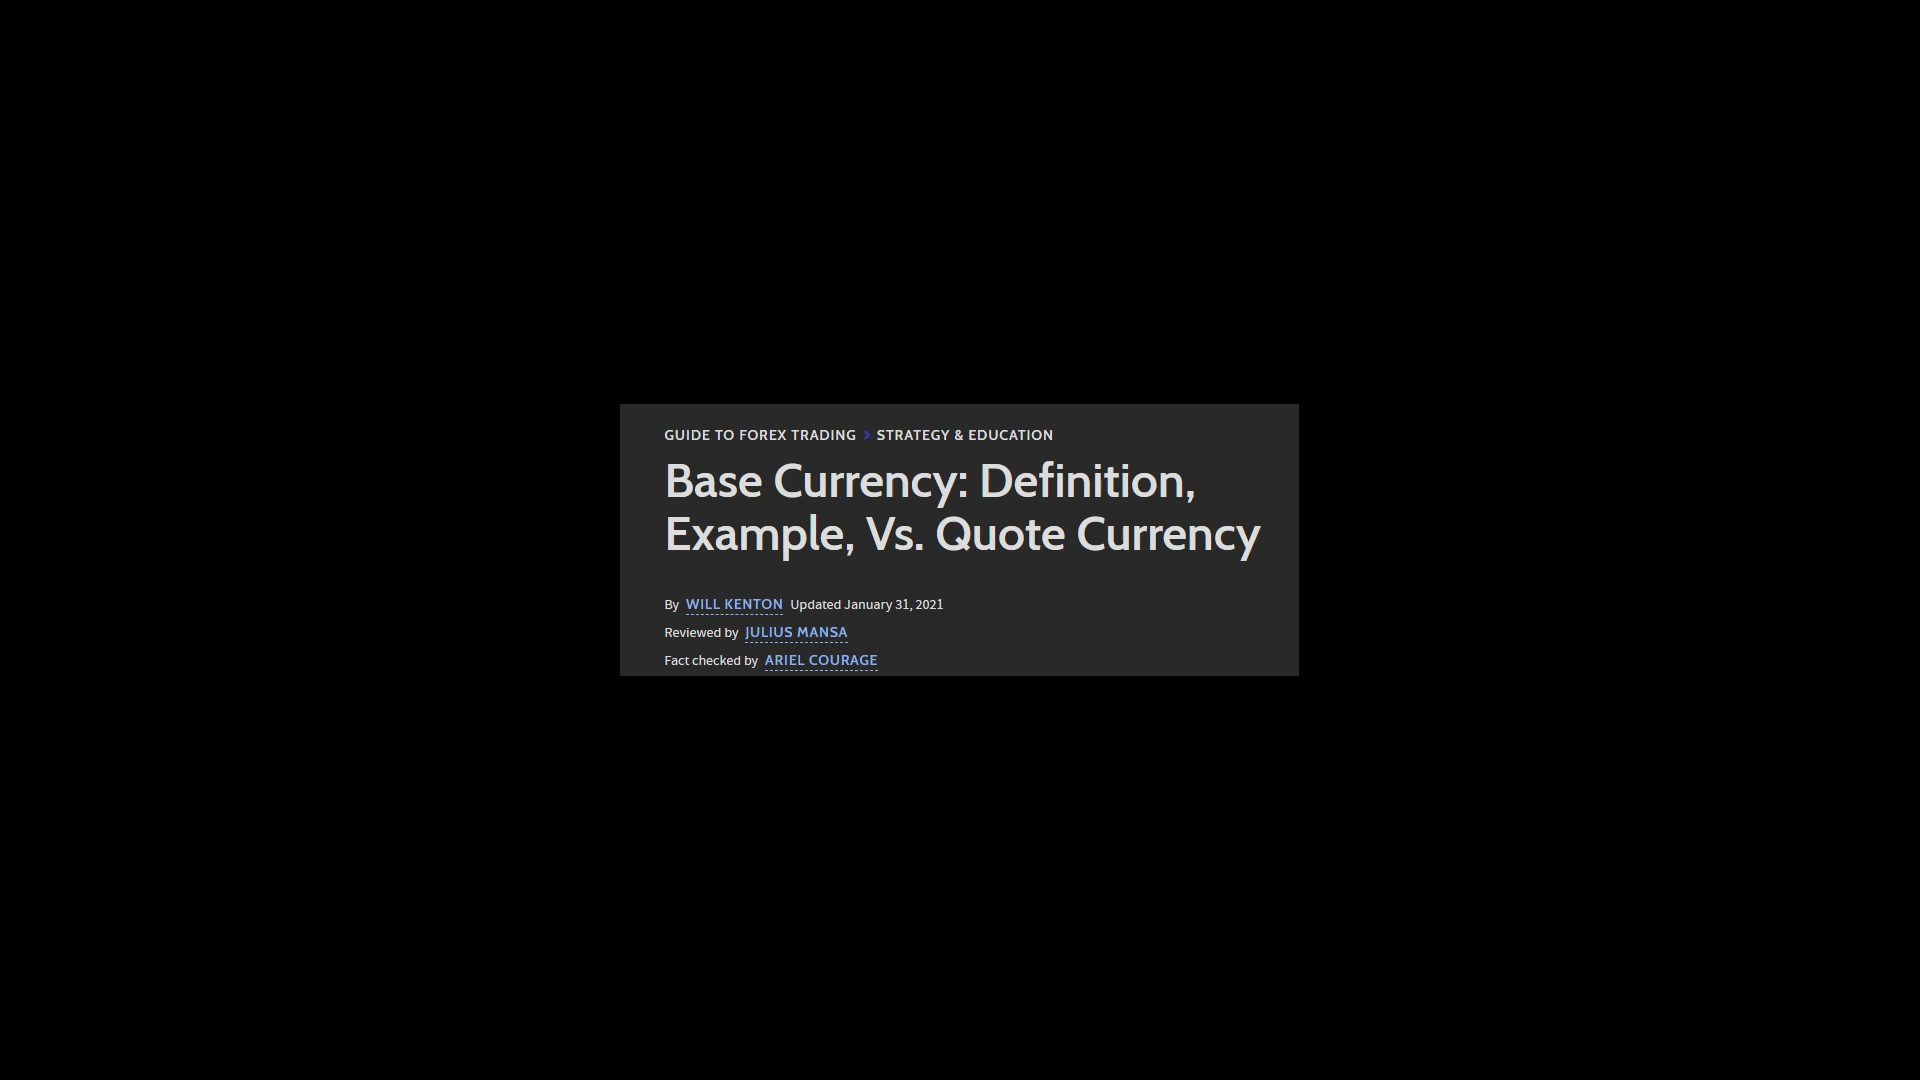 GUIDE TO FOREX TRADING > STRATEGY & EDUCATION
Base Currency: Definition,
Example, Vs. Quote Currency
By WILL KENTON Updated January 31, 2021
Reviewed by JULIUS MANSA
Fact checked by ARIEL COURAGE